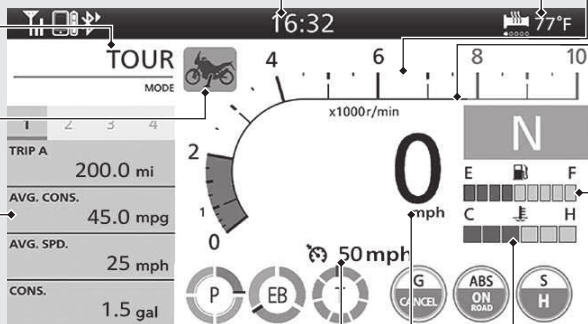 16:32
77°F
TOUR
MODE
1 2 3 4
TRIP A
200.0 mi
AVG. CONS.
45.0 mpg
AVG. SPD.
25 mph
CONS.
1.5 gal
0 1 2 4 6 8 10
x1000r/min
0
mph
50 mph
N
E F
C H
P
EB
T
G
CANCEL
ABS
ON
ROAD
S
H